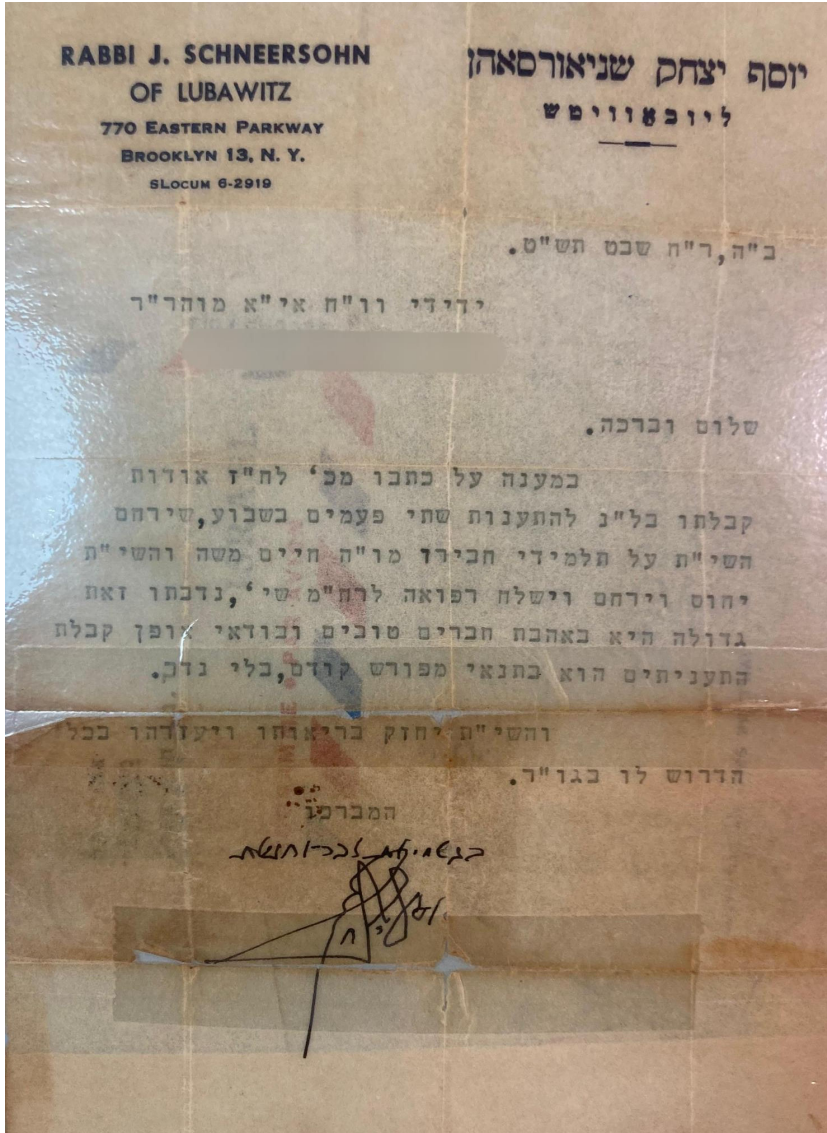 RABBI J. SCHNEERSOHN
OF LUBAWITZ
770 EASTERN PARKWAY
BROOKLYN 13, N. Y.
SLOCUM 6-2919
יוסף יצחק שניאורסאהן
ליובאוויטש
ב"ה,ר"ח שבט תש"ט.
ידידי וו"ח אי"א מוהר"ר
שלום וברכה.
במענה על כתבו מכ' לח"ז אודות
קבלתו בל"נ להתענות שתי פעמים בשבוע,שירחם
השי"ת על תלמידי חבירו מו"ה חיים משה והשי"ת
יחוס וירחם וישלח רפואה לרח"מ שי',נדבתו זאת
גדולה היא באהבת חברים טובים ובודאי אופן קבלת
התעניתים הוא בתנאי מפורש קודם,בלי נדר.
והשי"ת יחזק בריאותו ויעזרהו בכל
הדרוש לו בגו"ר.
המברכו